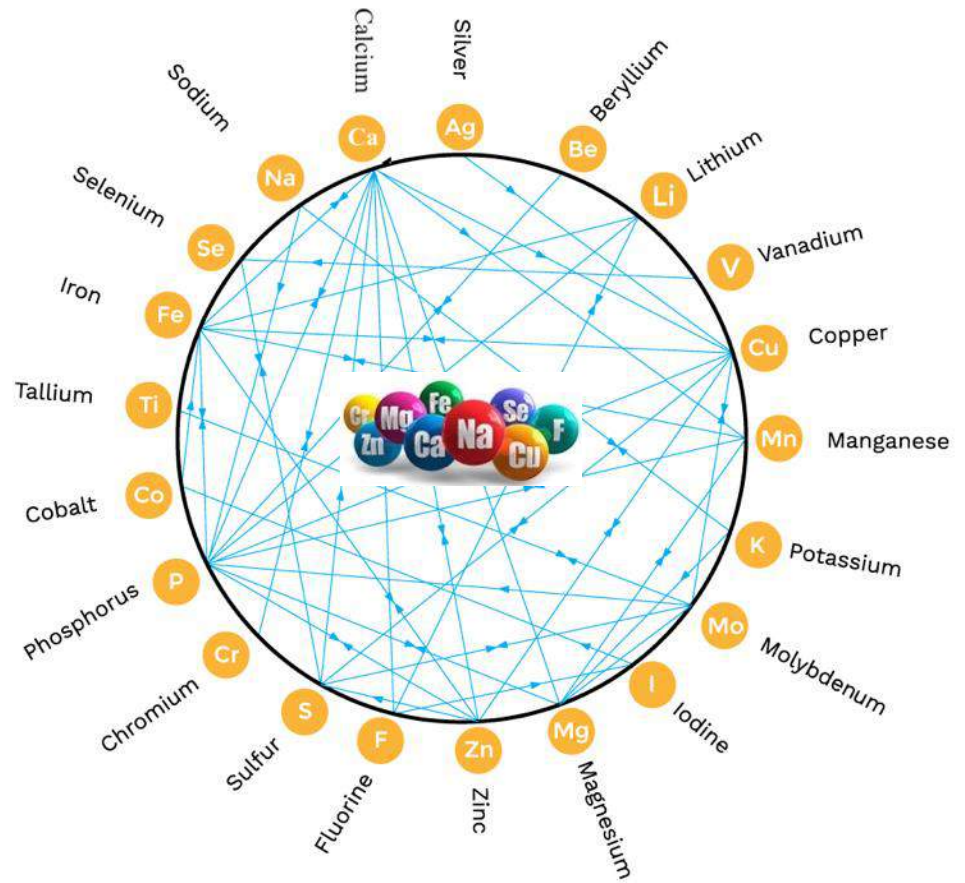 Silver
Ag
Beryllium
Be
Lithium
Li
Vanadium
V
Copper
Cu
Manganese
Mn
Potassium
K
Molybdenum
Mo
Iodine
I
Magnesium
Mg
Zinc
Zn
Fluorine
F
Sulfur
S
Chromium
Cr
Phosphorus
P
Cobalt
Co
Tallium
Ti
Iron
Fe
Selenium
Se
Sodium
Na
Calcium
Ca
Cr
Mg
Fe
Se
F
Zn
Ca
Na
Cu